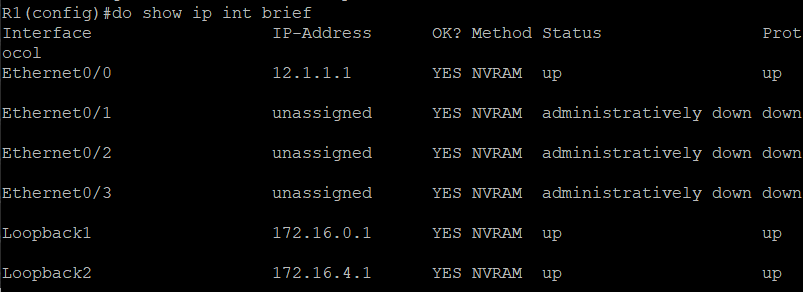 R1(config)#do show ip int brief
Interface                  IP-Address      OK? Method Status                Prot
ocol
Ethernet0/0                12.1.1.1        YES NVRAM  up                    up
Ethernet0/1                unassigned      YES NVRAM  administratively down down
Ethernet0/2                unassigned      YES NVRAM  administratively down down
Ethernet0/3                unassigned      YES NVRAM  administratively down down
Loopback1                  172.16.0.1      YES NVRAM  up                    up
Loopback2                  172.16.4.1      YES NVRAM  up                    up